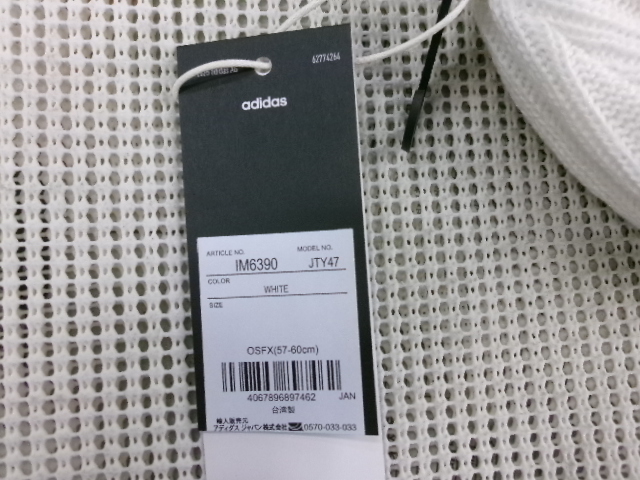 62774264
adidas
ARTICLE NO. MODEL NO.
IM6390 JTY47
COLOR
WHITE
SIZE
OSFX(57-60cm)
4067896897462 JAN
台湾製
輸入販売元
アディダス ジャパン株式会社 0570-033-033